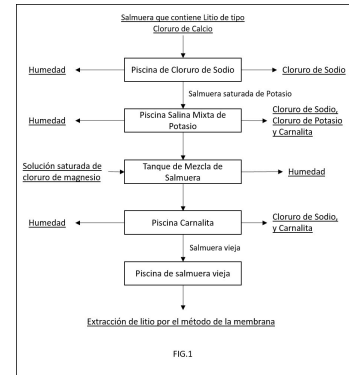 Salmuera que contiene Litio de tipo
Cloruro de Calcio
Humedad
Piscina de Cloruro de Sodio
Cloruro de Sodio
Salmuera saturada de Potasio
Humedad
Piscina Salina Mixta de
Potasio
Cloruro de Sodio,
Cloruro de Potasio
y Carnalita
Solución saturada de
cloruro de magnesio
Tanque de Mezcla de
Salmuera
Humedad
Humedad
Piscina Carnalita
Cloruro de Sodio,
y Carnalita
Salmuera vieja
Piscina de salmuera vieja
Extracción de litio por el método de la membrana
FIG.1